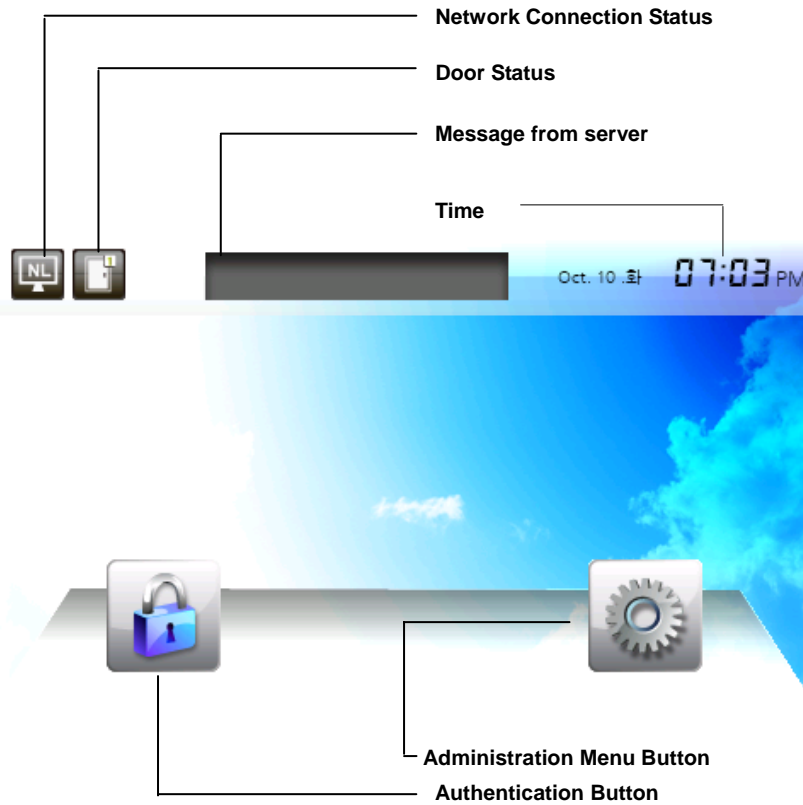 Network Connection Status
Door Status
Message from server
Time
NL
1
Oct. 10 .화 07:03 PM
Administration Menu Button
Authentication Button